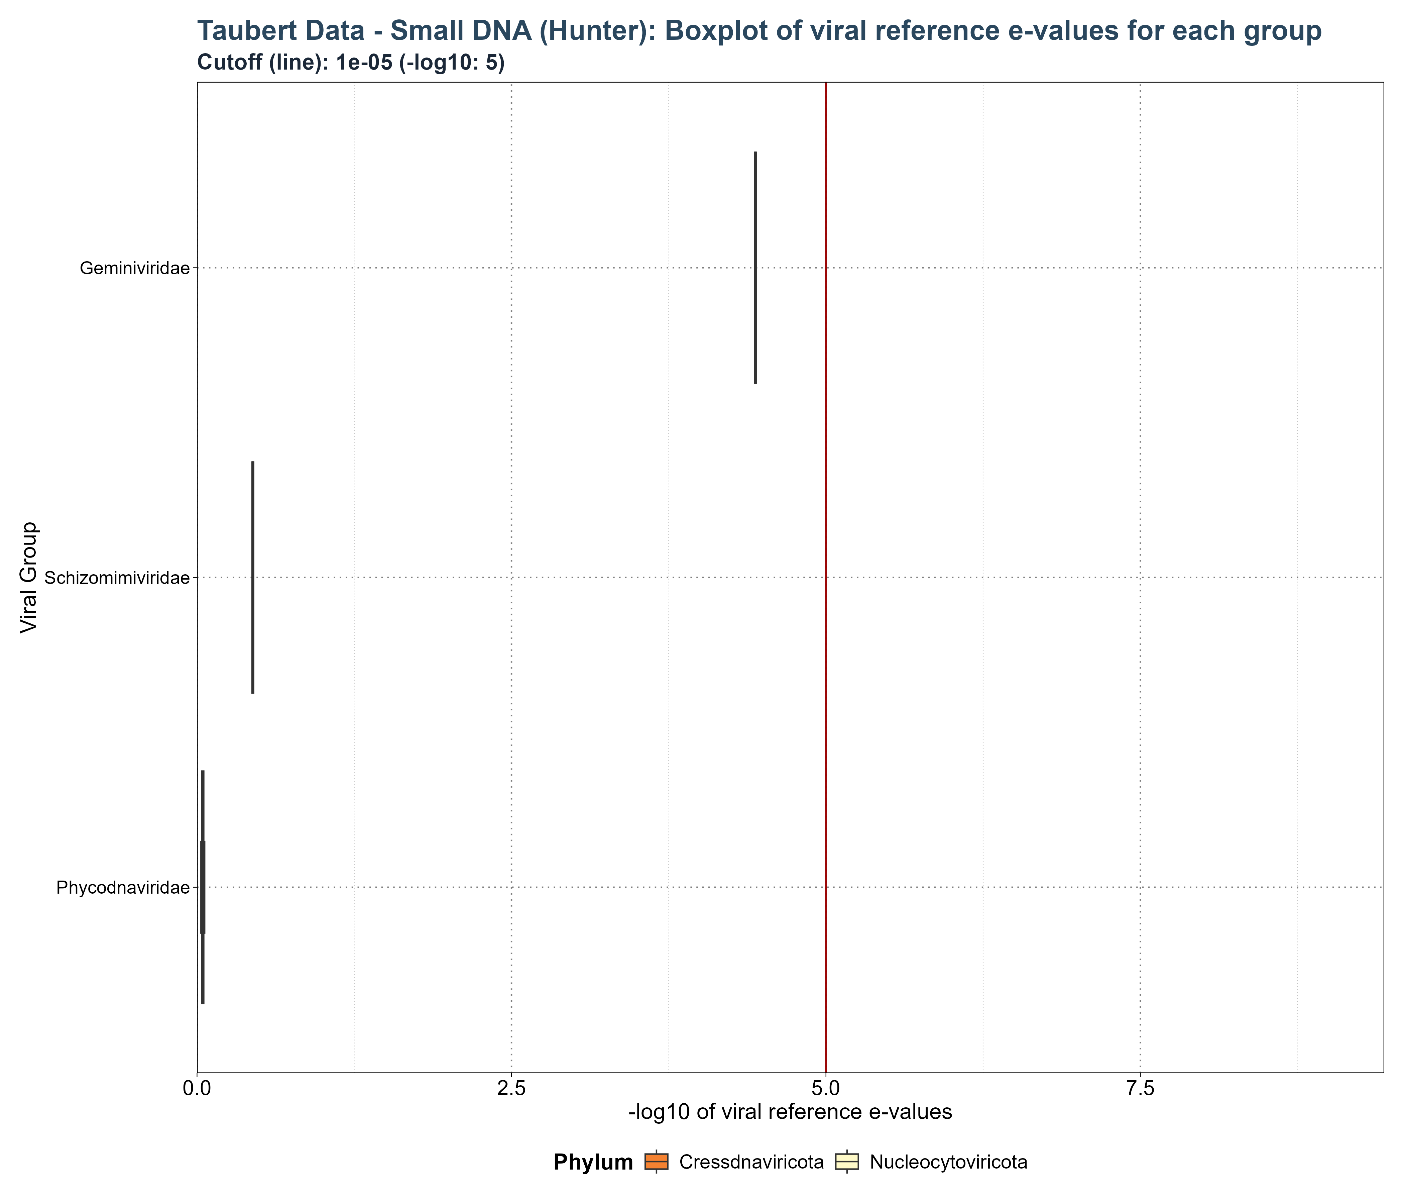 Taubert Data - Small DNA (Hunter): Boxplot of viral reference e-values for each group
Cutoff (line): 1e-05 (-log10: 5)
Viral Group
Geminiviridae
Schizomimiviridae
Phycodnaviridae
0.0 2.5 5.0 7.5
-log10 of viral reference e-values
Phylum Cressdnaviricota Nucleocytoviricota